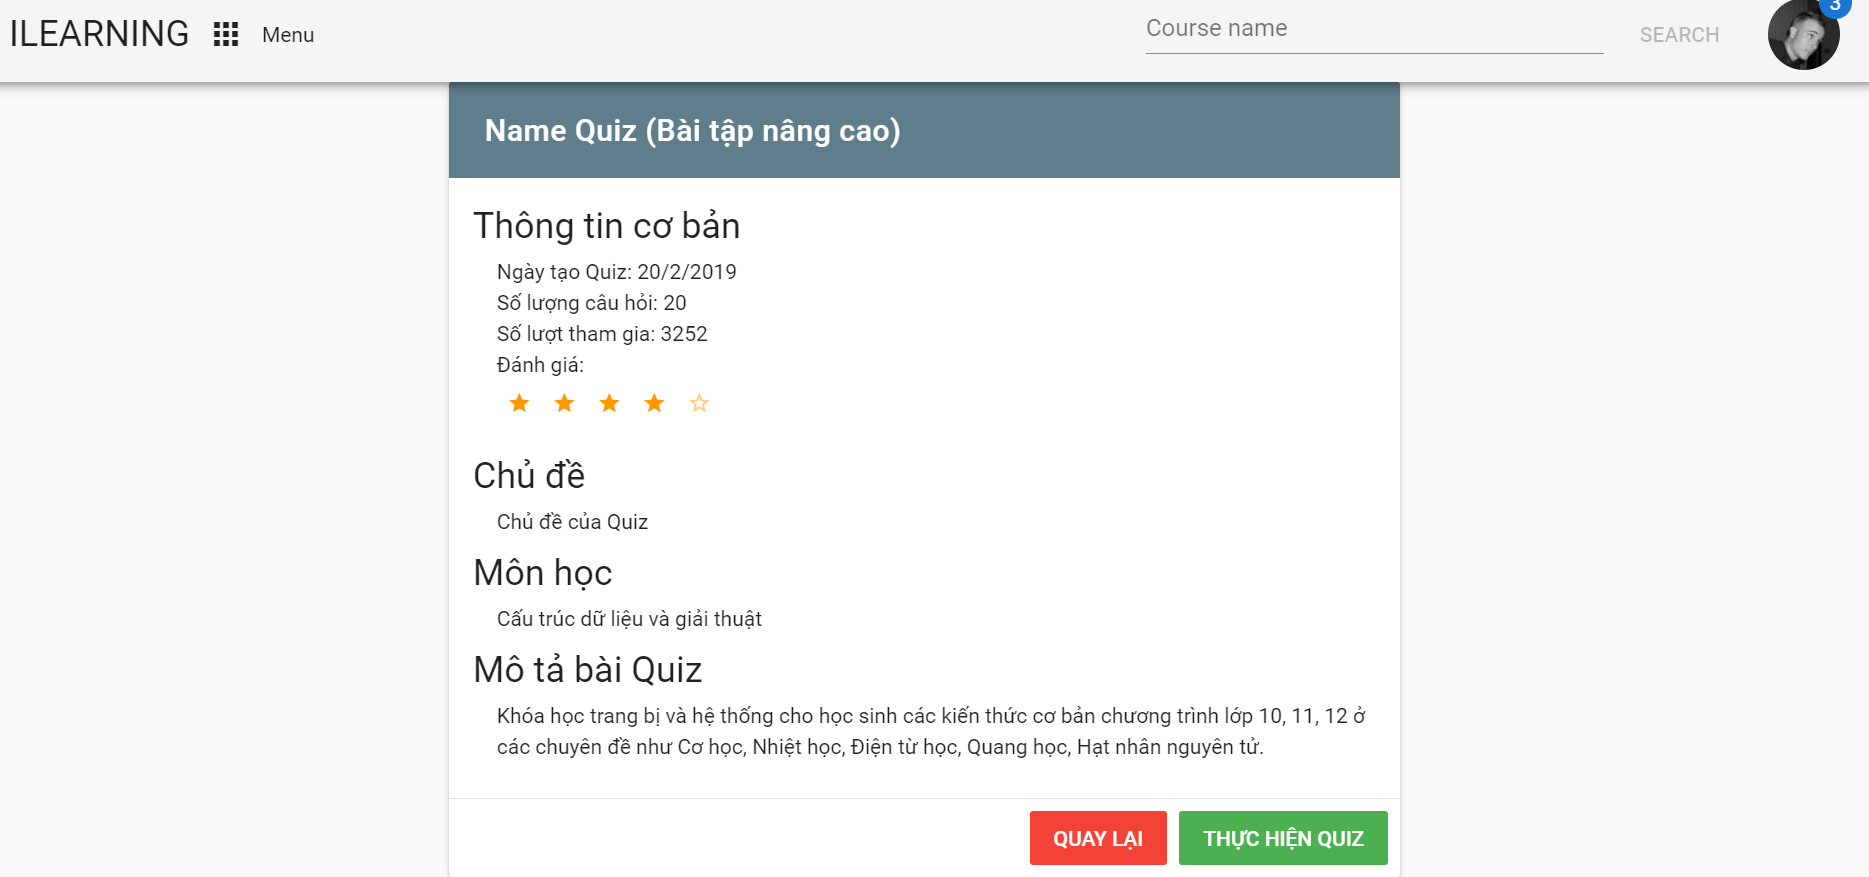 ILEARNING Menu Course name SEARCH 3
Name Quiz (Bài tập nâng cao)
Thông tin cơ bản
Ngày tạo Quiz: 20/2/2019
Số lượng câu hỏi: 20
Số lượt tham gia: 3252
Đánh giá:
Chủ đề
Chủ đề của Quiz
Môn học
Cấu trúc dữ liệu và giải thuật
Mô tả bài Quiz
Khóa học trang bị và hệ thống cho học sinh các kiến thức cơ bản chương trình lớp 10, 11, 12 ở
các chuyên đề như Cơ học, Nhiệt học, Điện từ học, Quang học, Hạt nhân nguyên tử.
QUAY LẠI THỰC HIỆN QUIZ